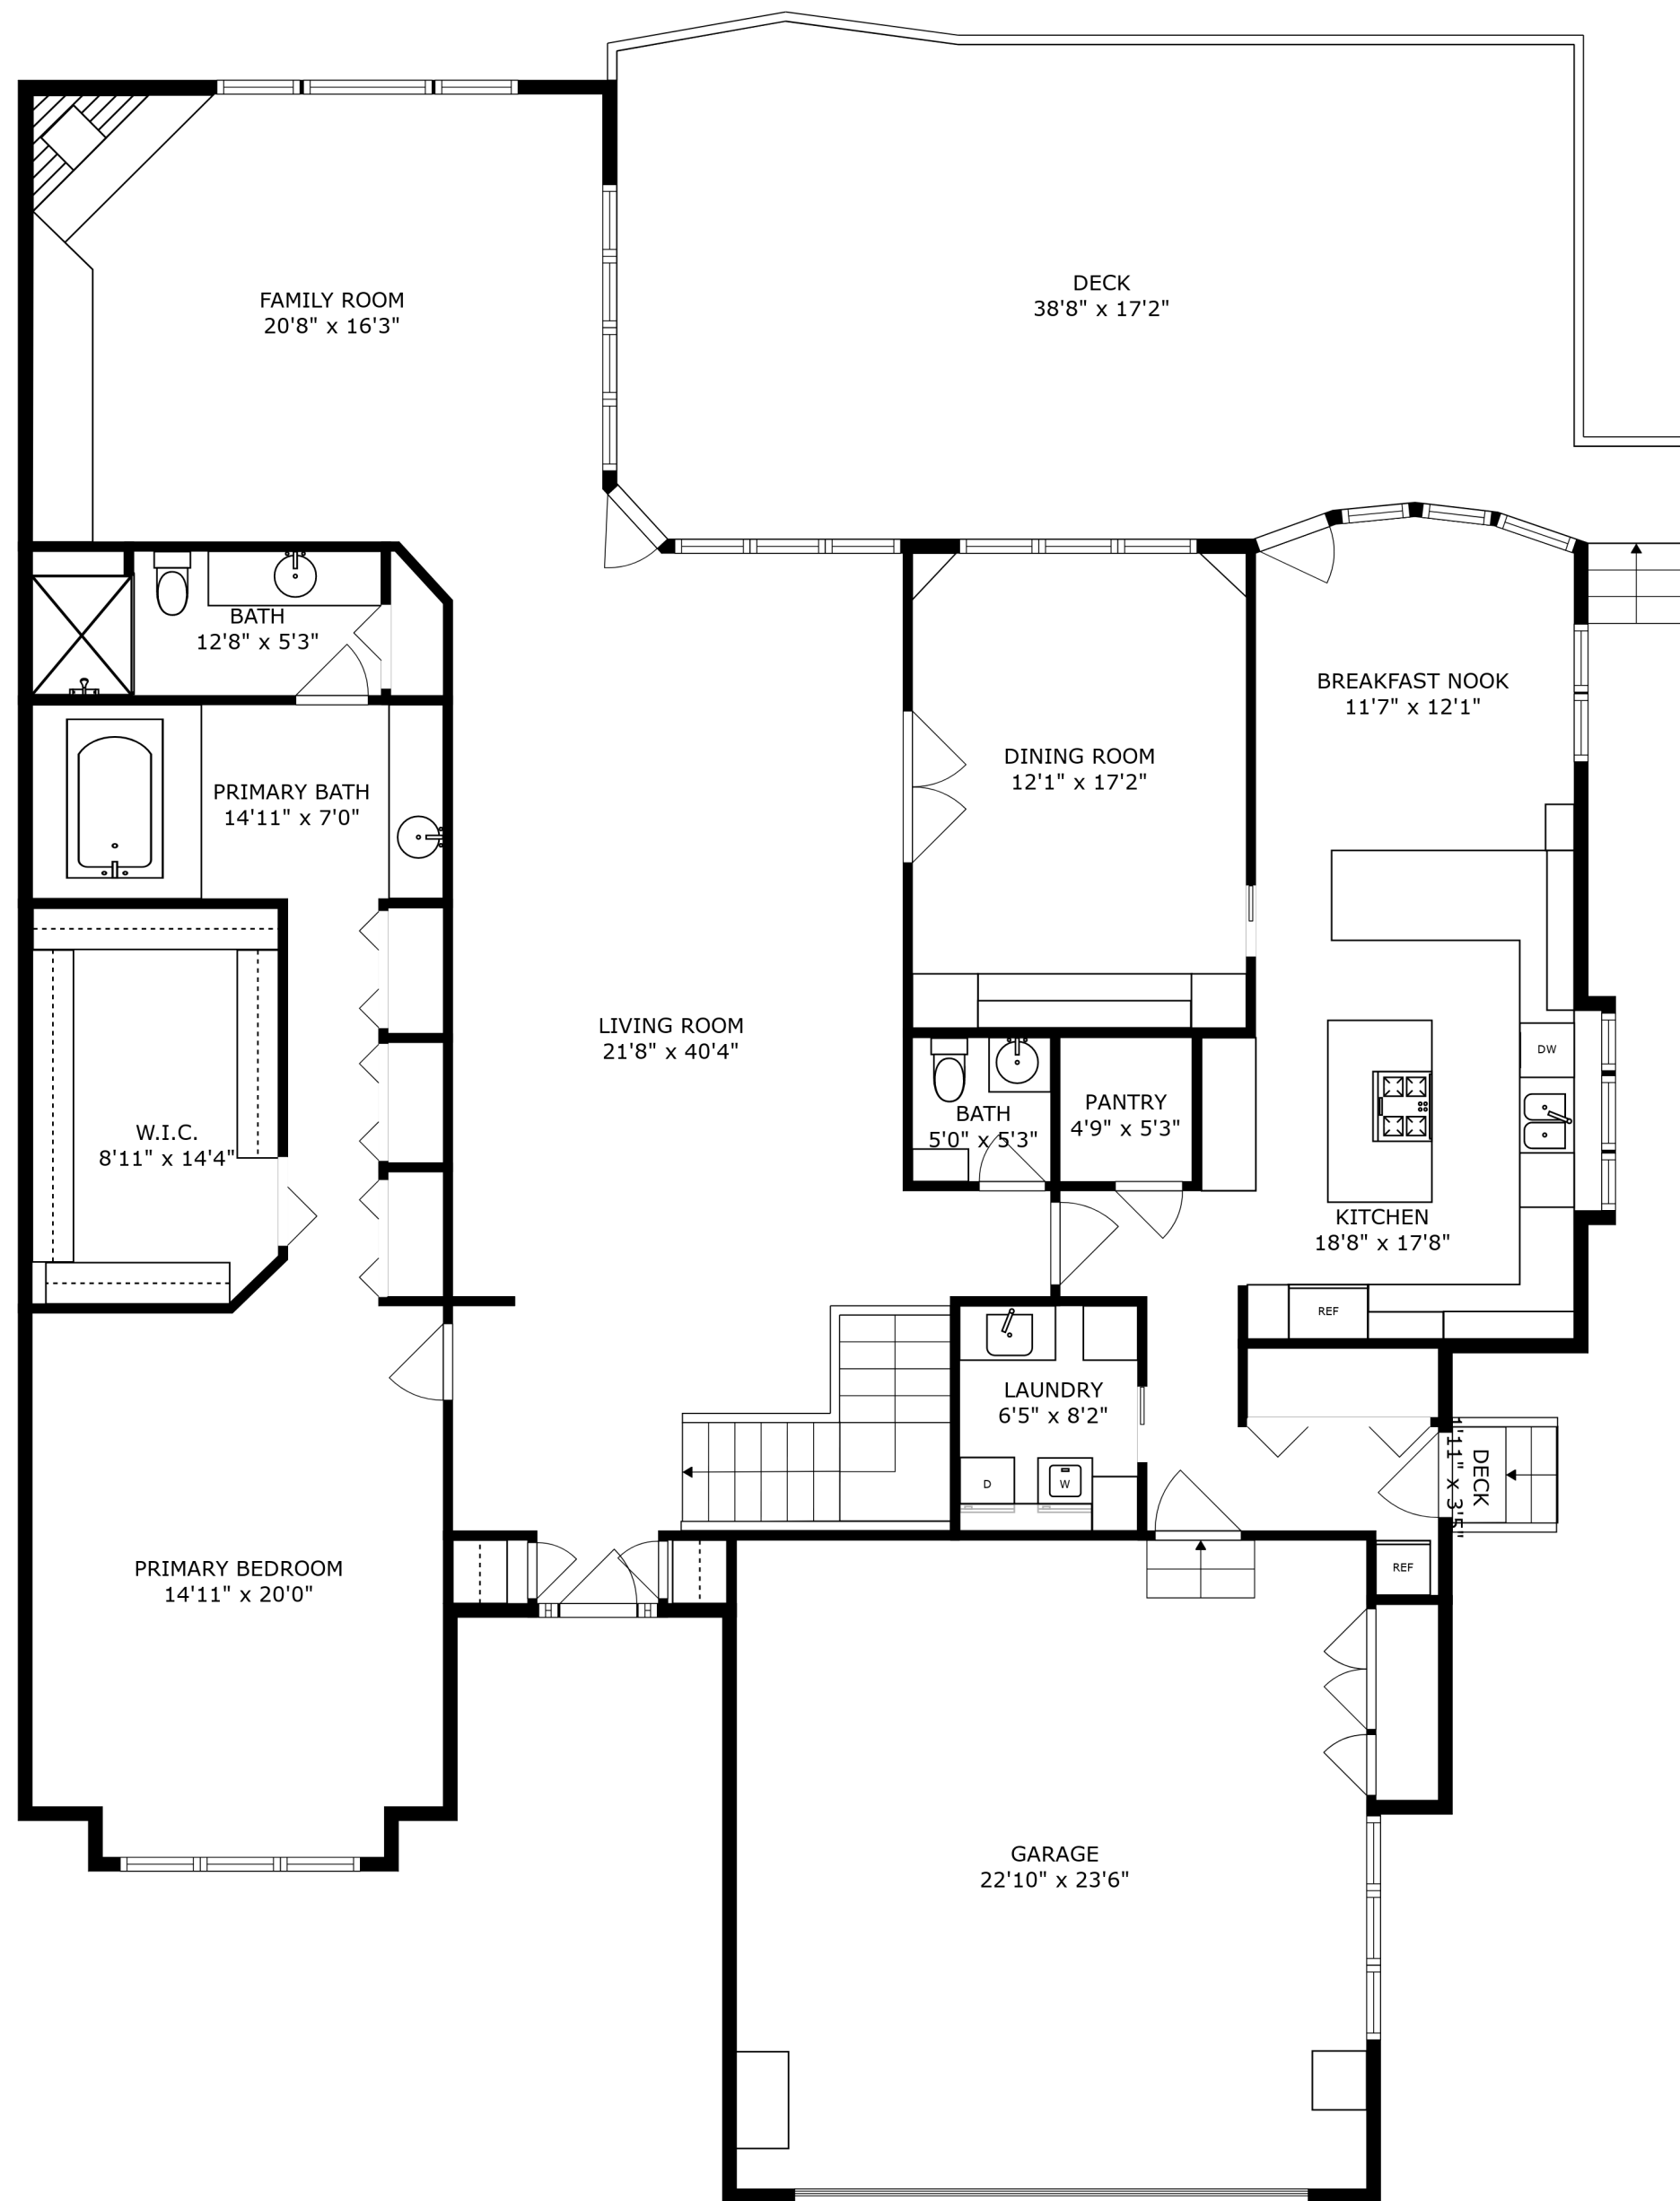 FAMILY ROOM
20'8" x 16'3"
DECK
38'8" x 17'2"
BATH
12'8" x 5'3"
BREAKFAST NOOK
11'7" x 12'1"
DINING ROOM
12'1" x 17'2"
PRIMARY BATH
14'11" x 7'0"
LIVING ROOM
21'8" x 40'4"
DW
BATH
5'0" x 5'3"
PANTRY
4'9" x 5'3"
W.I.C.
8'11" x 14'4"
KITCHEN
18'8" x 17'8"
REF
LAUNDRY
6'5" x 8'2"
D
W
DECK
1'11" x 3'5"
REF
PRIMARY BEDROOM
14'11" x 20'0"
GARAGE
22'10" x 23'6"